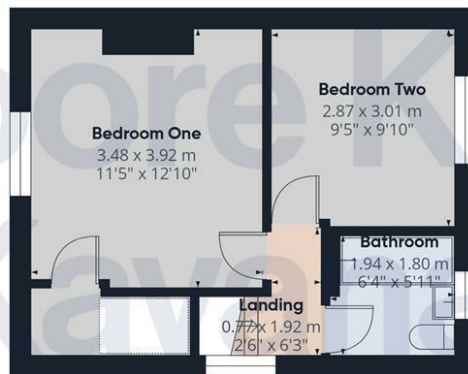 Bedroom One
3.48 x 3.92 m
11'5" x 12'10"
Bedroom Two
2.87 x 3.01 m
9'5" x 9'10"
Bathroom
1.94 x 1.80 m
6'4" x 5'11"
Landing
0.77 x 1.92 m
2'6" x 6'3"
ore K
Kavana